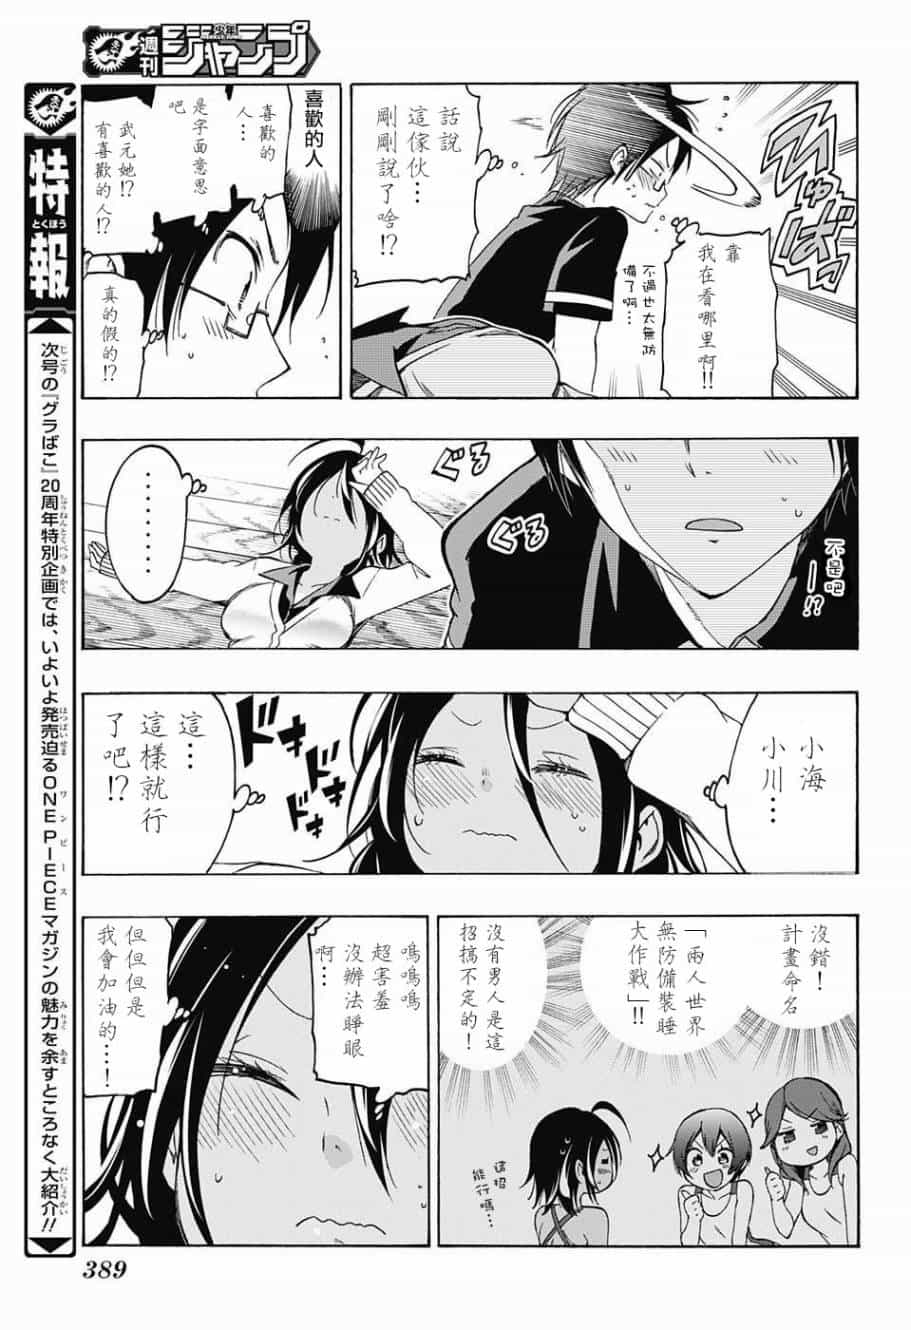 週刊
少年
ジャンプ
特報
とくほう
次号の『グラばこ』20周年特別企画では、いよいよ発売迫るONE PIECEマガジンの魅力を余すところなく大紹介!!
ひゅばっ
靠
我在看哪里啊!!
不過也太無防
備了啊…
話說
這傢伙…
剛剛說了啥!?
喜歡的人
喜歡的
人…
是字面意思
吧
武元她!?
有喜歡的人!?
真的假的!?
不是吧
—!?
ぐる
ぐる
………
小海
小川…
ドキ
ドキ
這…
這樣就行
了吧!?
沒錯!
計畫命名
「兩人世界
無防備裝睡
大作戰」!!
沒有男人是這
招搞不定的!
這招
能行嗎…
嗚嗚嗚
超害羞
沒辦法睜眼
啊…
但但但是
我會加油的…!
389